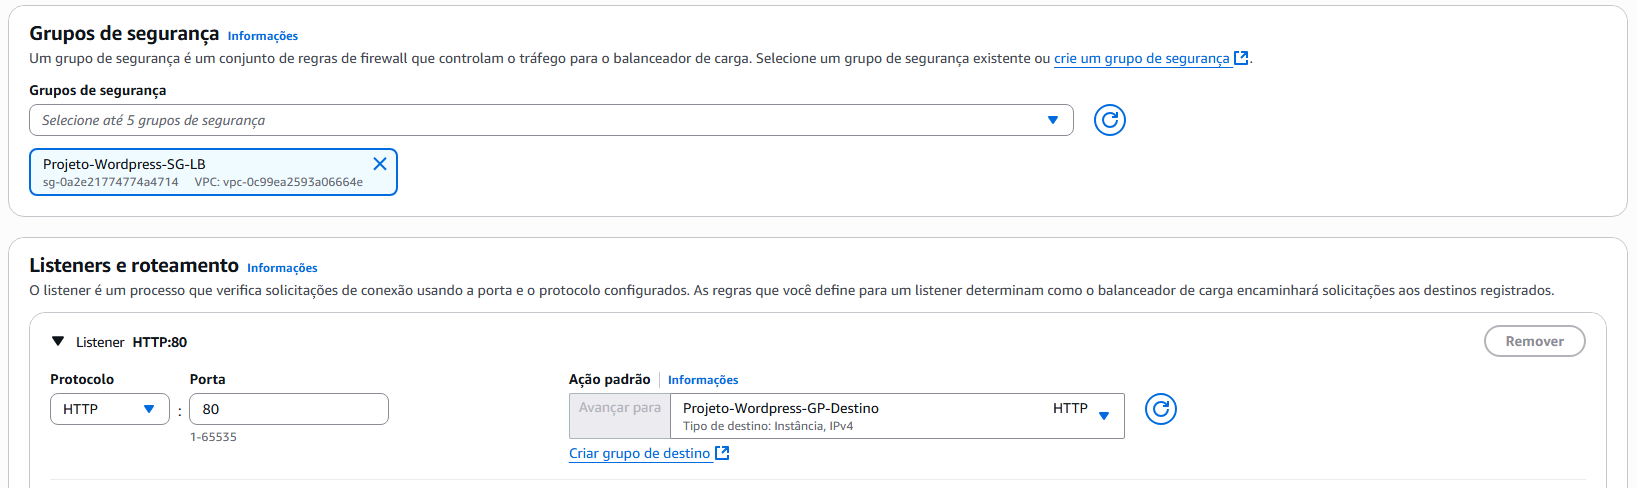 Grupos de segurança Informações
Um grupo de segurança é um conjunto de regras de firewall que controlam o tráfego para o balanceador de carga. Selecione um grupo de segurança existente ou crie um grupo de segurança.
Grupos de segurança
Selecione até 5 grupos de segurança
Projeto-Wordpress-SG-LB
sg-0a2e21774774a4714 VPC: vpc-0c99ea2593a06664e
Listeners e roteamento Informações
O listener é um processo que verifica solicitações de conexão usando a porta e o protocolo configurados. As regras que você define para um listener determinam como o balanceador de carga encaminhará solicitações aos destinos registrados.
Listener HTTP:80
Remover
Protocolo Porta Ação padrão Informações
HTTP : 80 Avançar para Projeto-Wordpress-GP-Destino HTTP
Tipo de destino: Instância, IPv4
1-65535
Criar grupo de destino